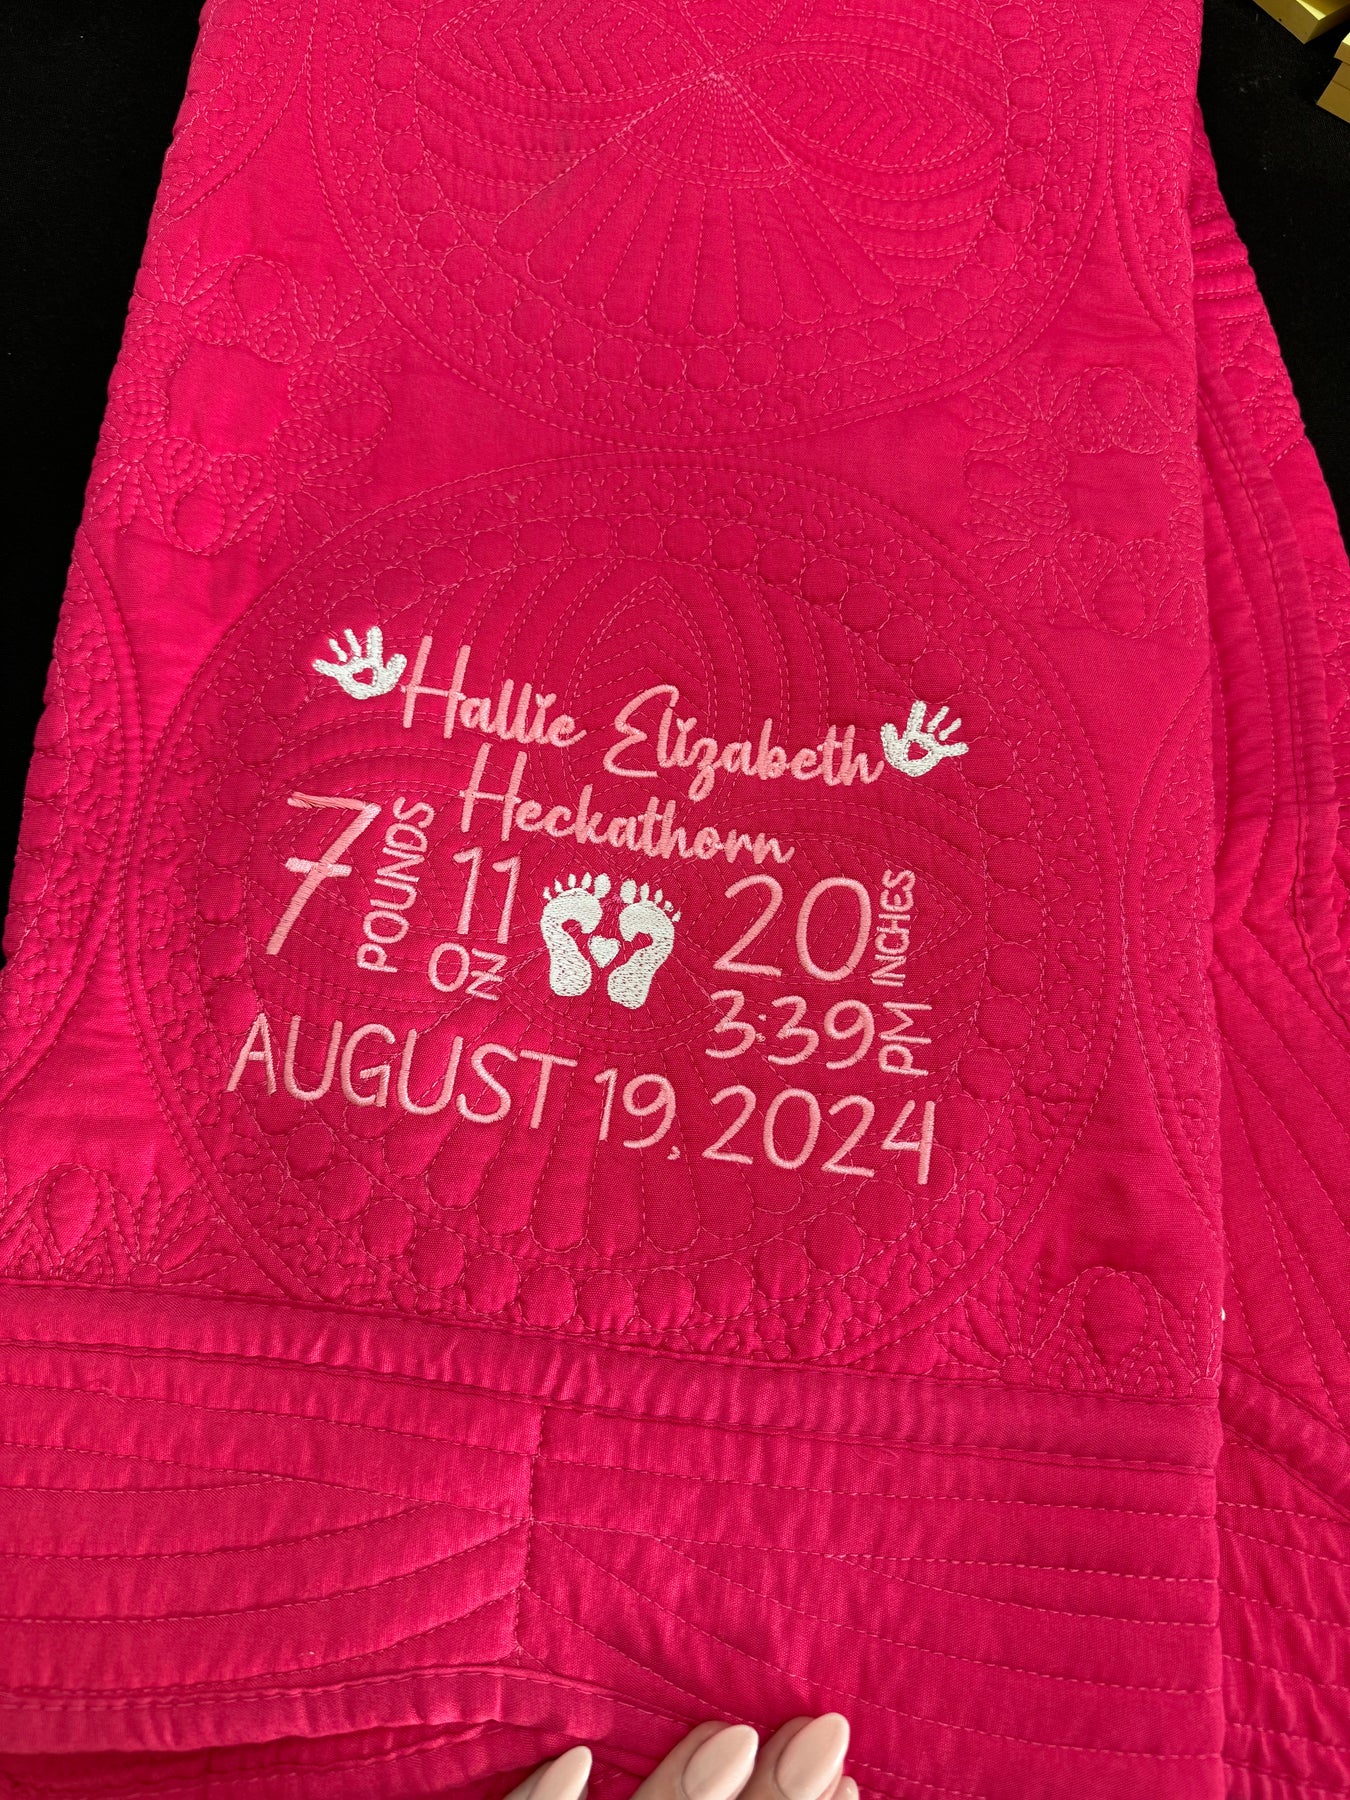 Hallie Elizabeth
Heckathorn
7 POUNDS
11 OZ
20 INCHES
3:39 PM
AUGUST 19, 2024